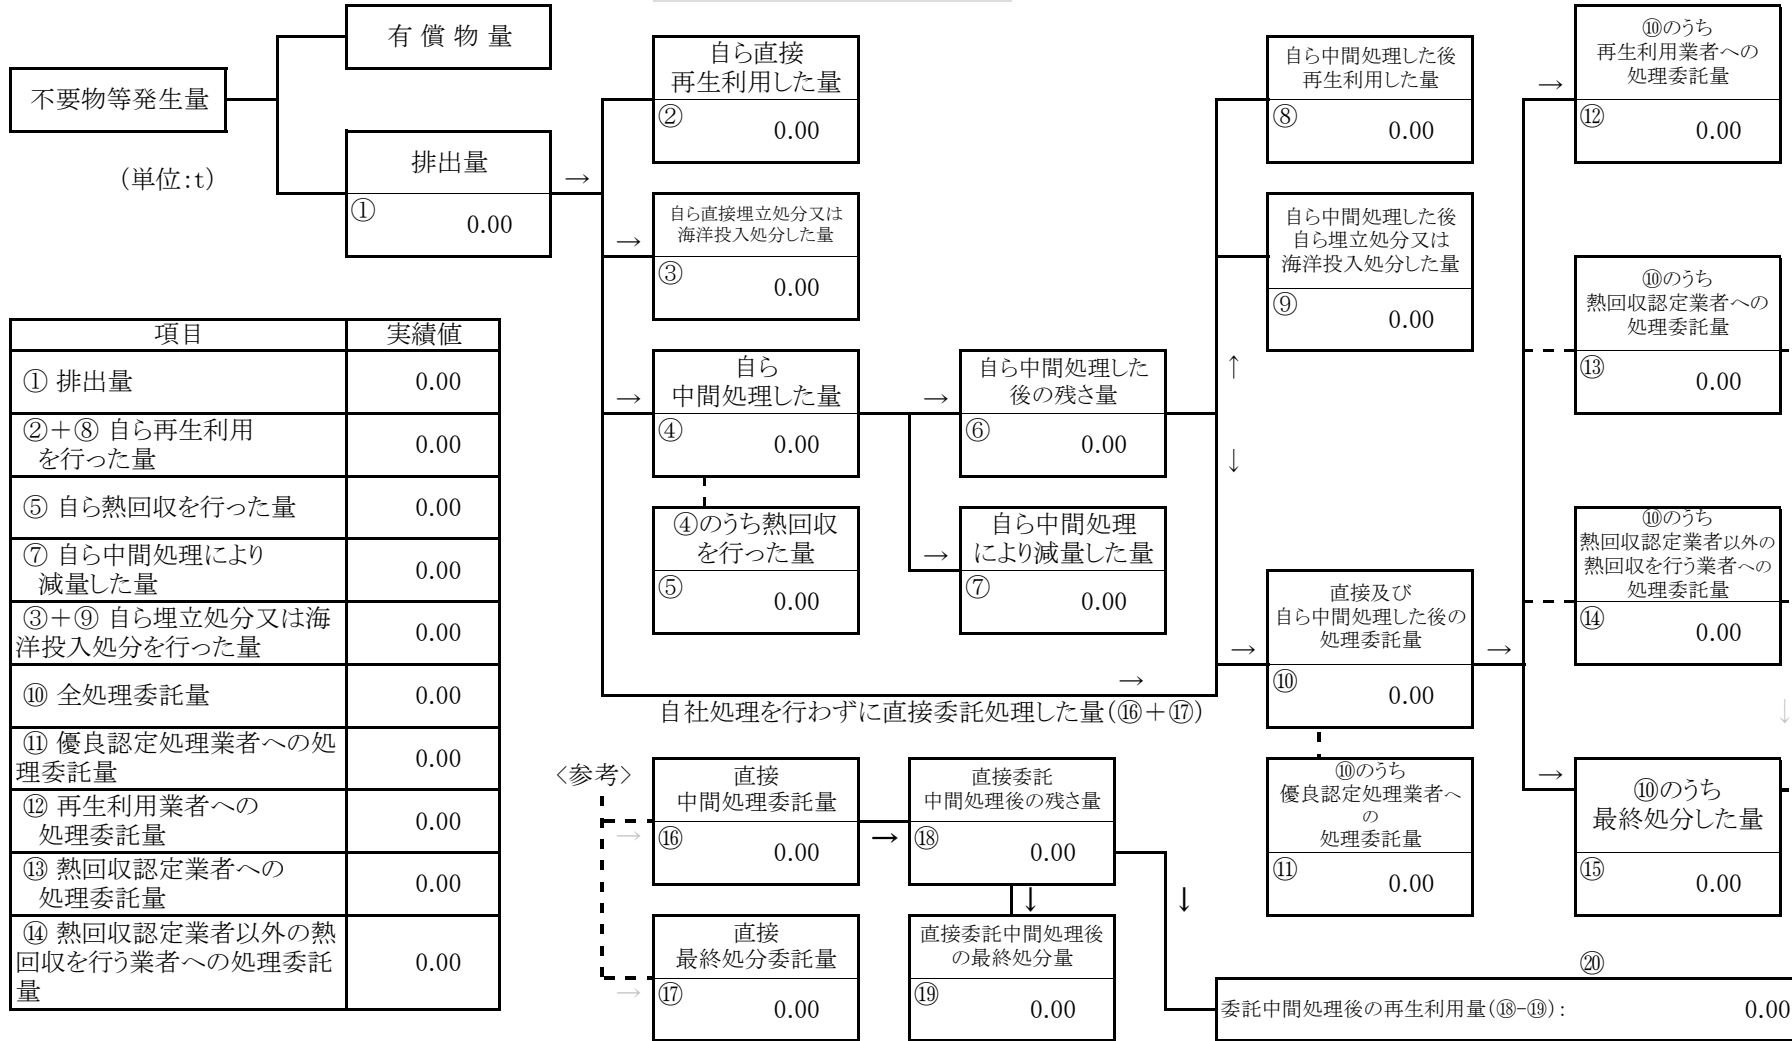 有償物量
不要物等発生量
(単位:t)
排出量
①
0.00
→
自ら直接
再生利用した量
②
0.00
→
自ら直接埋立処分又は
海洋投入処分した量
③
0.00
→
自ら
中間処理した量
④
0.00
④のうち熱回収
を行った量
⑤
0.00
→
自ら中間処理した
後の残さ量
⑥
0.00
→
自ら中間処理
により減量した量
⑦
0.00
↑
↓
自ら中間処理した後
再生利用した量
⑧
0.00
自ら中間処理した後
自ら埋立処分又は
海洋投入処分した量
⑨
0.00
→
直接及び
自ら中間処理した後の
処理委託量
⑩
0.00
→
→
自社処理を行わずに直接委託処理した量(⑯+⑰)
⑩のうち
優良認定処理業者へ
の
処理委託量
⑪
0.00
→
⑩のうち
再生利用業者への
処理委託量
⑫
0.00
⑩のうち
熱回収認定業者への
処理委託量
⑬
0.00
⑩のうち
熱回収認定業者以外の
熱回収を行う業者への
処理委託量
⑭
0.00
↓
→
⑩のうち
最終処分した量
⑮
0.00
項目 実績値
① 排出量 0.00
②+⑧ 自ら再生利用
を行った量 0.00
⑤ 自ら熱回収を行った量 0.00
⑦ 自ら中間処理により
減量した量 0.00
③+⑨ 自ら埋立処分又は海
洋投入処分を行った量 0.00
⑩ 全処理委託量 0.00
⑪ 優良認定処理業者への処
理委託量 0.00
⑫ 再生利用業者への
処理委託量 0.00
⑬ 熱回収認定業者への
処理委託量 0.00
⑭ 熱回収認定業者以外の熱
回収を行う業者への処理委託
量 0.00
〈参考〉
→
直接
中間処理委託量
⑯
0.00
→
直接委託
中間処理後の残さ量
⑱
0.00
↓
↓
→
直接
最終処分委託量
⑰
0.00
直接委託中間処理後
の最終処分量
⑲
0.00
⑳
委託中間処理後の再生利用量(⑱-⑲): 0.00